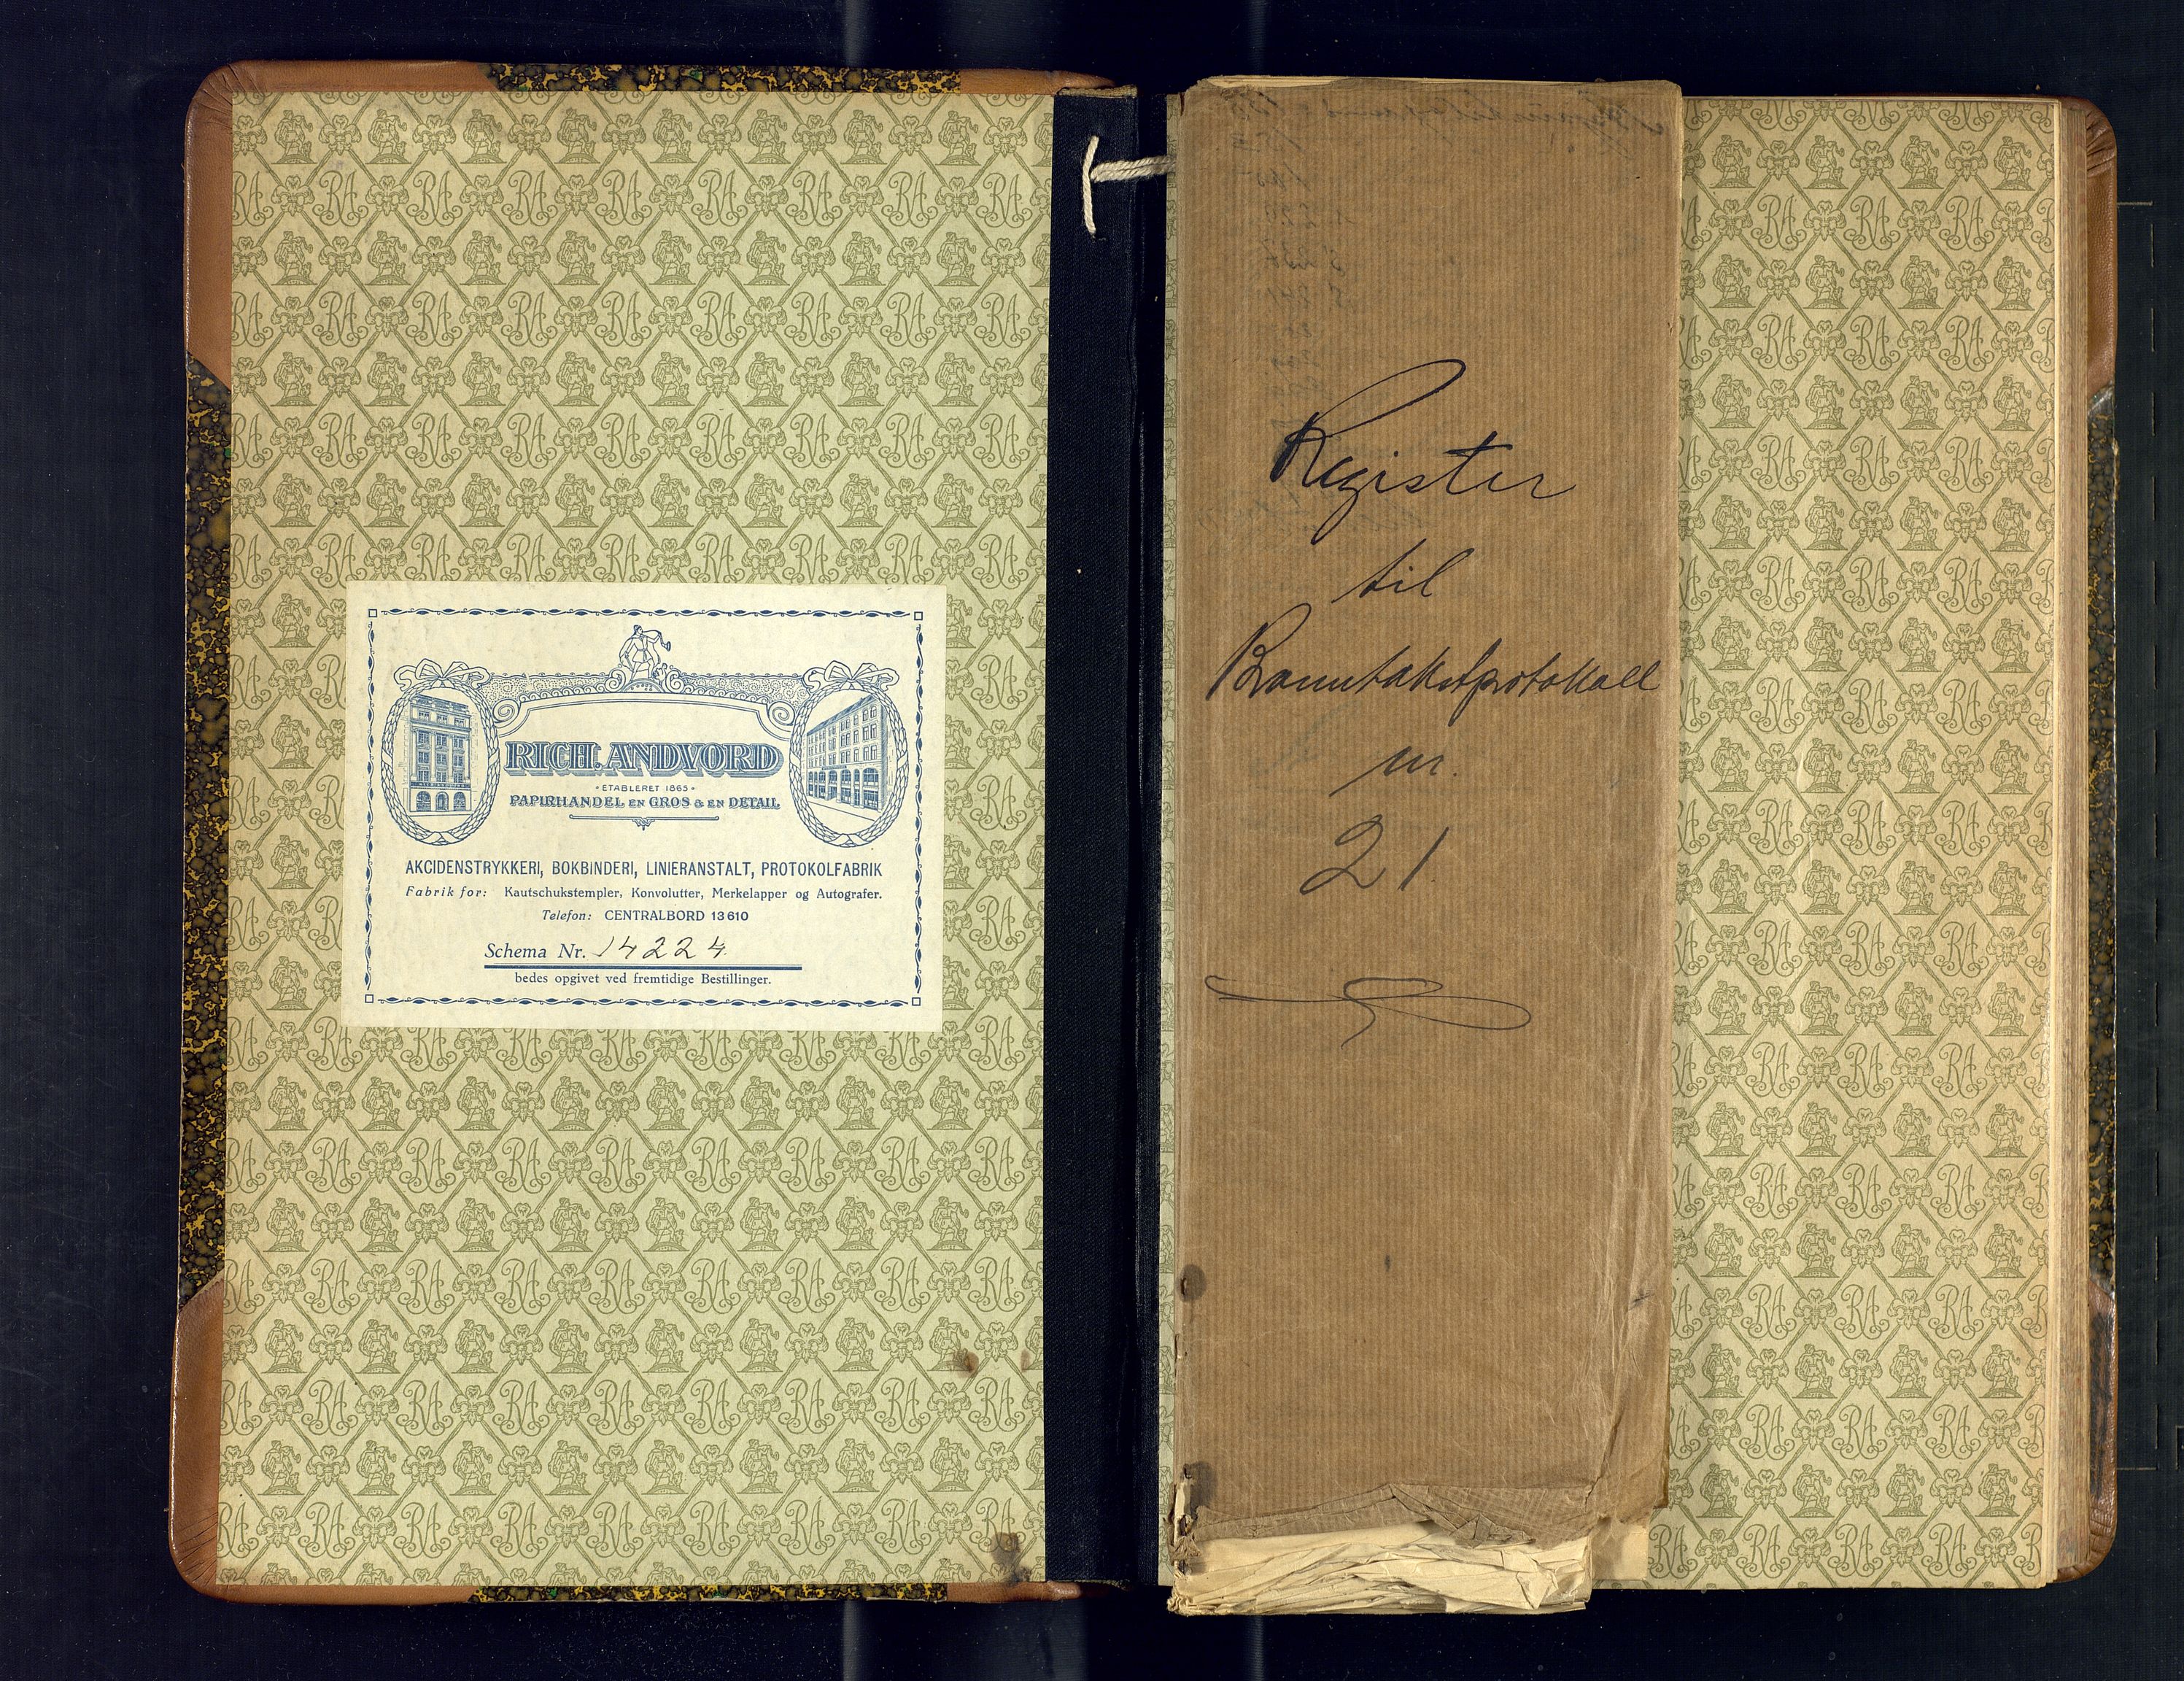 RICH. ANDVORD
ETABLERET 1865
PAPIRHANDEL EN GROS & EN DETAIL
AKCIDENSTRYKKERI, BOKBINDERI, LINIERANSTALT, PROTOKOLFABRIK
Fabrik for: Kautschukstempler, Konvolutter, Merkelapper og Autografer.
Telefon: CENTRALBORD 13610
Schema Nr. 14224
bedes opgivet ved fremtidige Bestillinger.
Register
til
Branntakstprotokoll
nr.
21